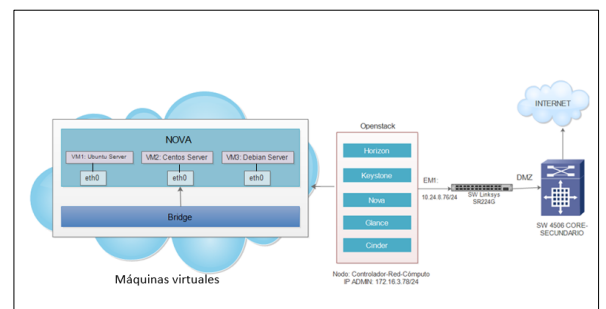 NOVA
VM1: Ubuntu Server
VM2: Centos Server
VM3: Debian Server
eth0
eth0
eth0
Bridge
Máquinas virtuales
Openstack
Horizon
Keystone
Nova
Glance
Cinder
Nodo: Controlador-Red-Cómputo
IP ADMIN: 172.16.3.78/24
EM1:
10.24.8.76/24
SW Linksys
SR224G
DMZ
INTERNET
SW 4506 CORE-
SECUNDARIO